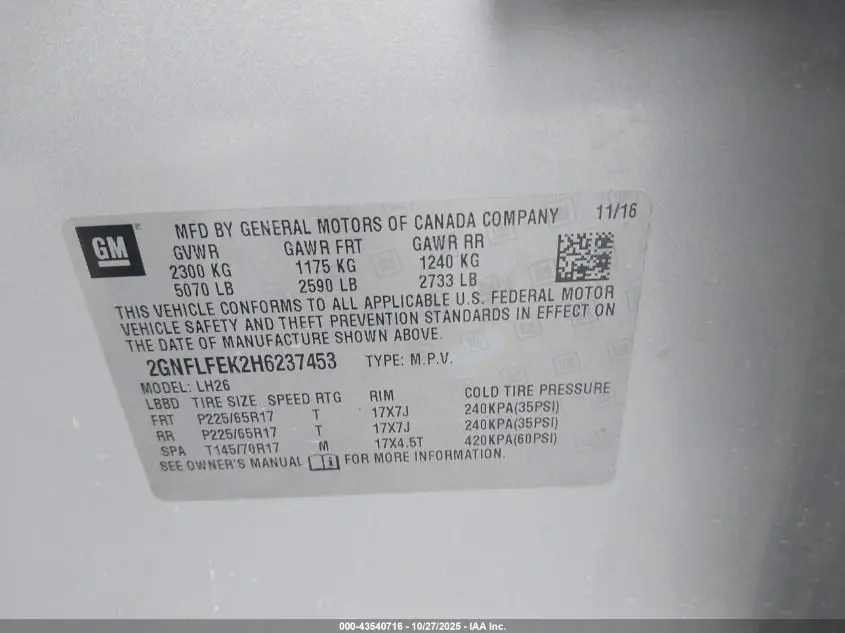 GM
MFD BY GENERAL MOTORS OF CANADA COMPANY 11/16
GVWR GAWR FRT GAWR RR
2300 KG 1175 KG 1240 KG
5070 LB 2590 LB 2733 LB
THIS VEHICLE CONFORMS TO ALL APPLICABLE U.S. FEDERAL MOTOR
VEHICLE SAFETY AND THEFT PREVENTION STANDARDS IN EFFECT ON
THE DATE OF MANUFACTURE SHOWN ABOVE.
2GNFLFEK2H6237453 TYPE: M.P.V.
MODEL: LH26
LBBD TIRE SIZE SPEED RTG RIM COLD TIRE PRESSURE
FRT P225/65R17 T 17X7J 240KPA(35PSI)
RR P225/65R17 T 17X7J 240KPA(35PSI)
SPA T145/70R17 M 17X4.5T 420KPA(60PSI)
SEE OWNER'S MANUAL FOR MORE INFORMATION.
000-43540716 - 10/27/2025 - IAA Inc.